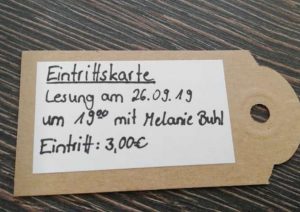 Eintrittskarte
Lesung am 26.09.19
um 19⁰⁰ mit Melanie Buhl
Eintritt: 3,00€